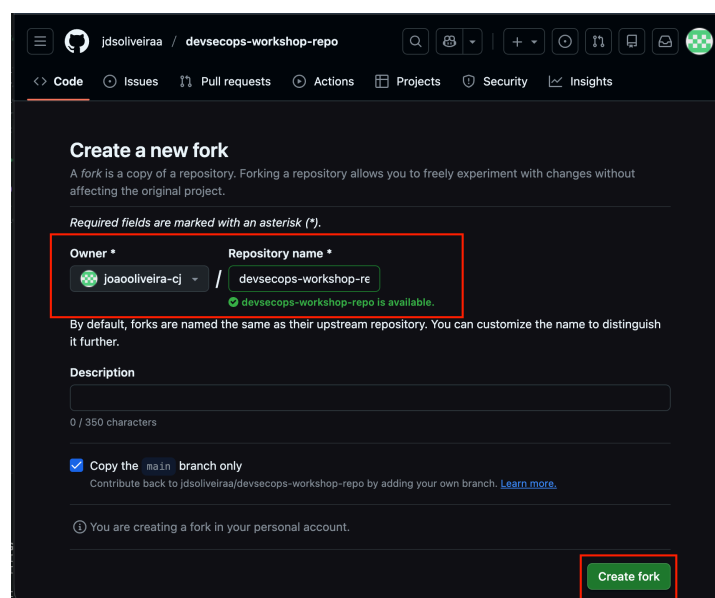 jdsoliveiraa / devsecops-workshop-repo
Code Issues Pull requests Actions Projects Security Insights
Create a new fork
A fork is a copy of a repository. Forking a repository allows you to freely experiment with changes without
affecting the original project.
Required fields are marked with an asterisk (*).
Owner * Repository name *
joaooliveira-cj / devsecops-workshop-re
devsecops-workshop-repo is available.
By default, forks are named the same as their upstream repository. You can customize the name to distinguish
it further.
Description
0 / 350 characters
Copy the main branch only
Contribute back to jdsoliveiraa/devsecops-workshop-repo by adding your own branch. Learn more.
You are creating a fork in your personal account.
Create fork